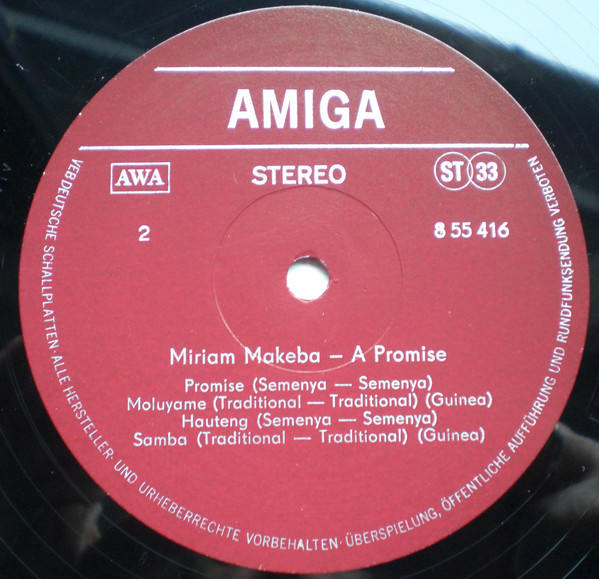 AMIGA
AWA
STEREO
ST 33
2
8 55 416
Miriam Makeba – A Promise
Promise (Semenya — Semenya)
Moluyame (Traditional — Traditional) (Guinea)
Hauteng (Semenya — Semenya)
Samba (Traditional — Traditional) (Guinea)
VEB DEUTSCHE SCHALLPLATTEN · ALLE HERSTELLER- UND URHEBERRECHTE VORBEHALTEN · ÜBERSPIELUNG, ÖFFENTLICHE AUFFÜHRUNG UND RUNDFUNKSENDUNG VERBOTEN